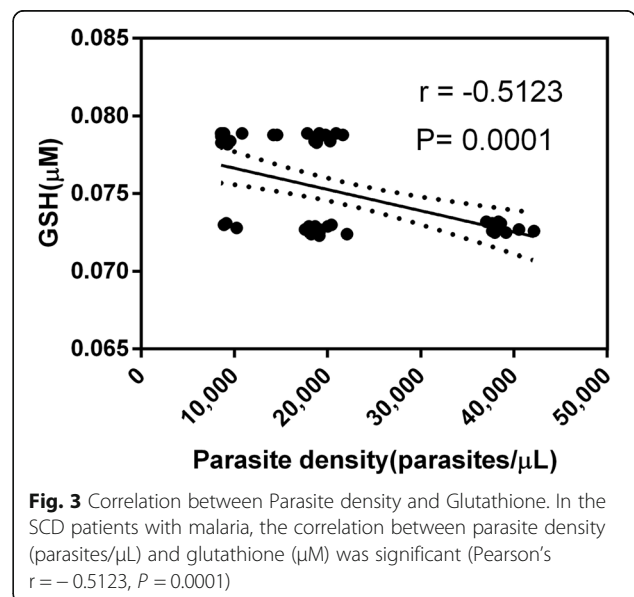 0.085
0.080
0.075
0.070
0.065
GSH(μM)
r = -0.5123
P= 0.0001
0
10,000
20,000
30,000
40,000
50,000
Parasite density(parasites/μL)
Fig. 3 Correlation between Parasite density and Glutathione. In the
SCD patients with malaria, the correlation between parasite density
(parasites/μL) and glutathione (μM) was significant (Pearson's
r = − 0.5123, P = 0.0001)